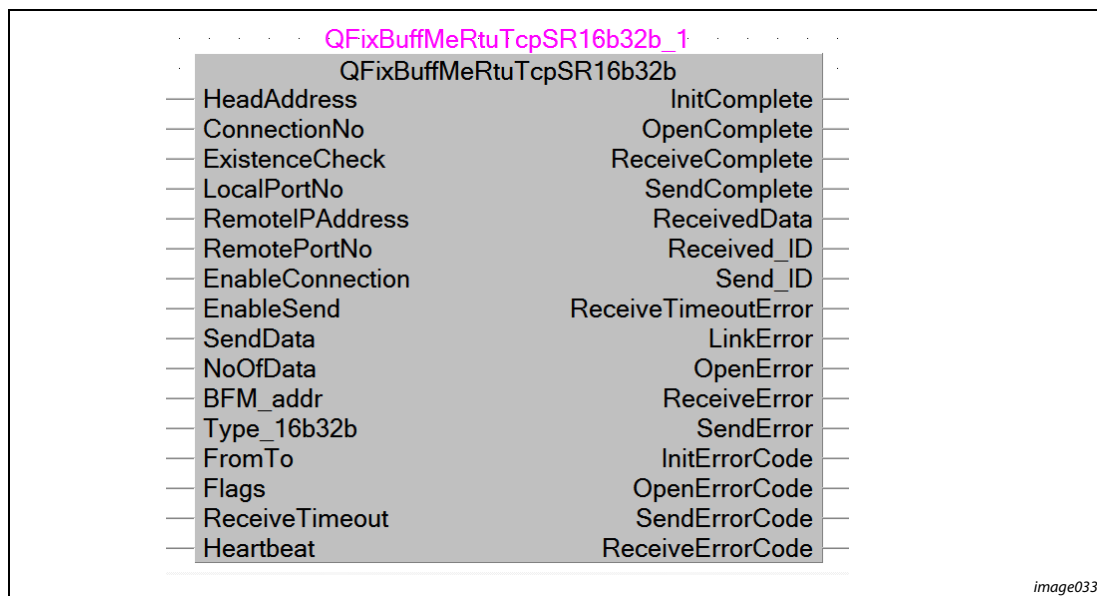 QFixBuffMeRtuTcpSR16b32b_1
QFixBuffMeRtuTcpSR16b32b
HeadAddress InitComplete
ConnectionNo OpenComplete
ExistenceCheck ReceiveComplete
LocalPortNo SendComplete
RemoteIPAddress ReceivedData
RemotePortNo Received_ID
EnableConnection Send_ID
EnableSend ReceiveTimeoutError
SendData LinkError
NoOfData OpenError
BFM_addr ReceiveError
Type_16b32b SendError
FromTo InitErrorCode
Flags OpenErrorCode
ReceiveTimeout SendErrorCode
Heartbeat ReceiveErrorCode
image033